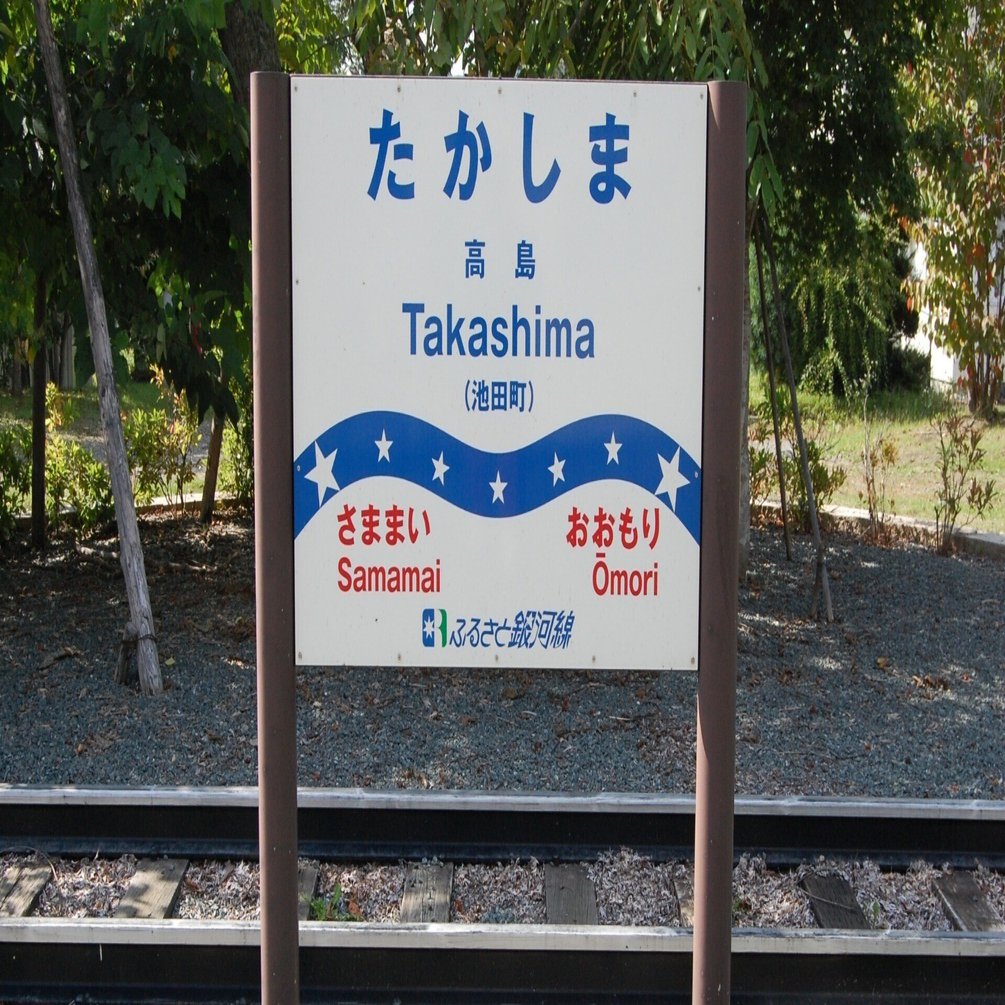 たかしま
高島
Takashima
(池田町)
さままい おおもり
Samamai Ōmori
ふるさと銀河線